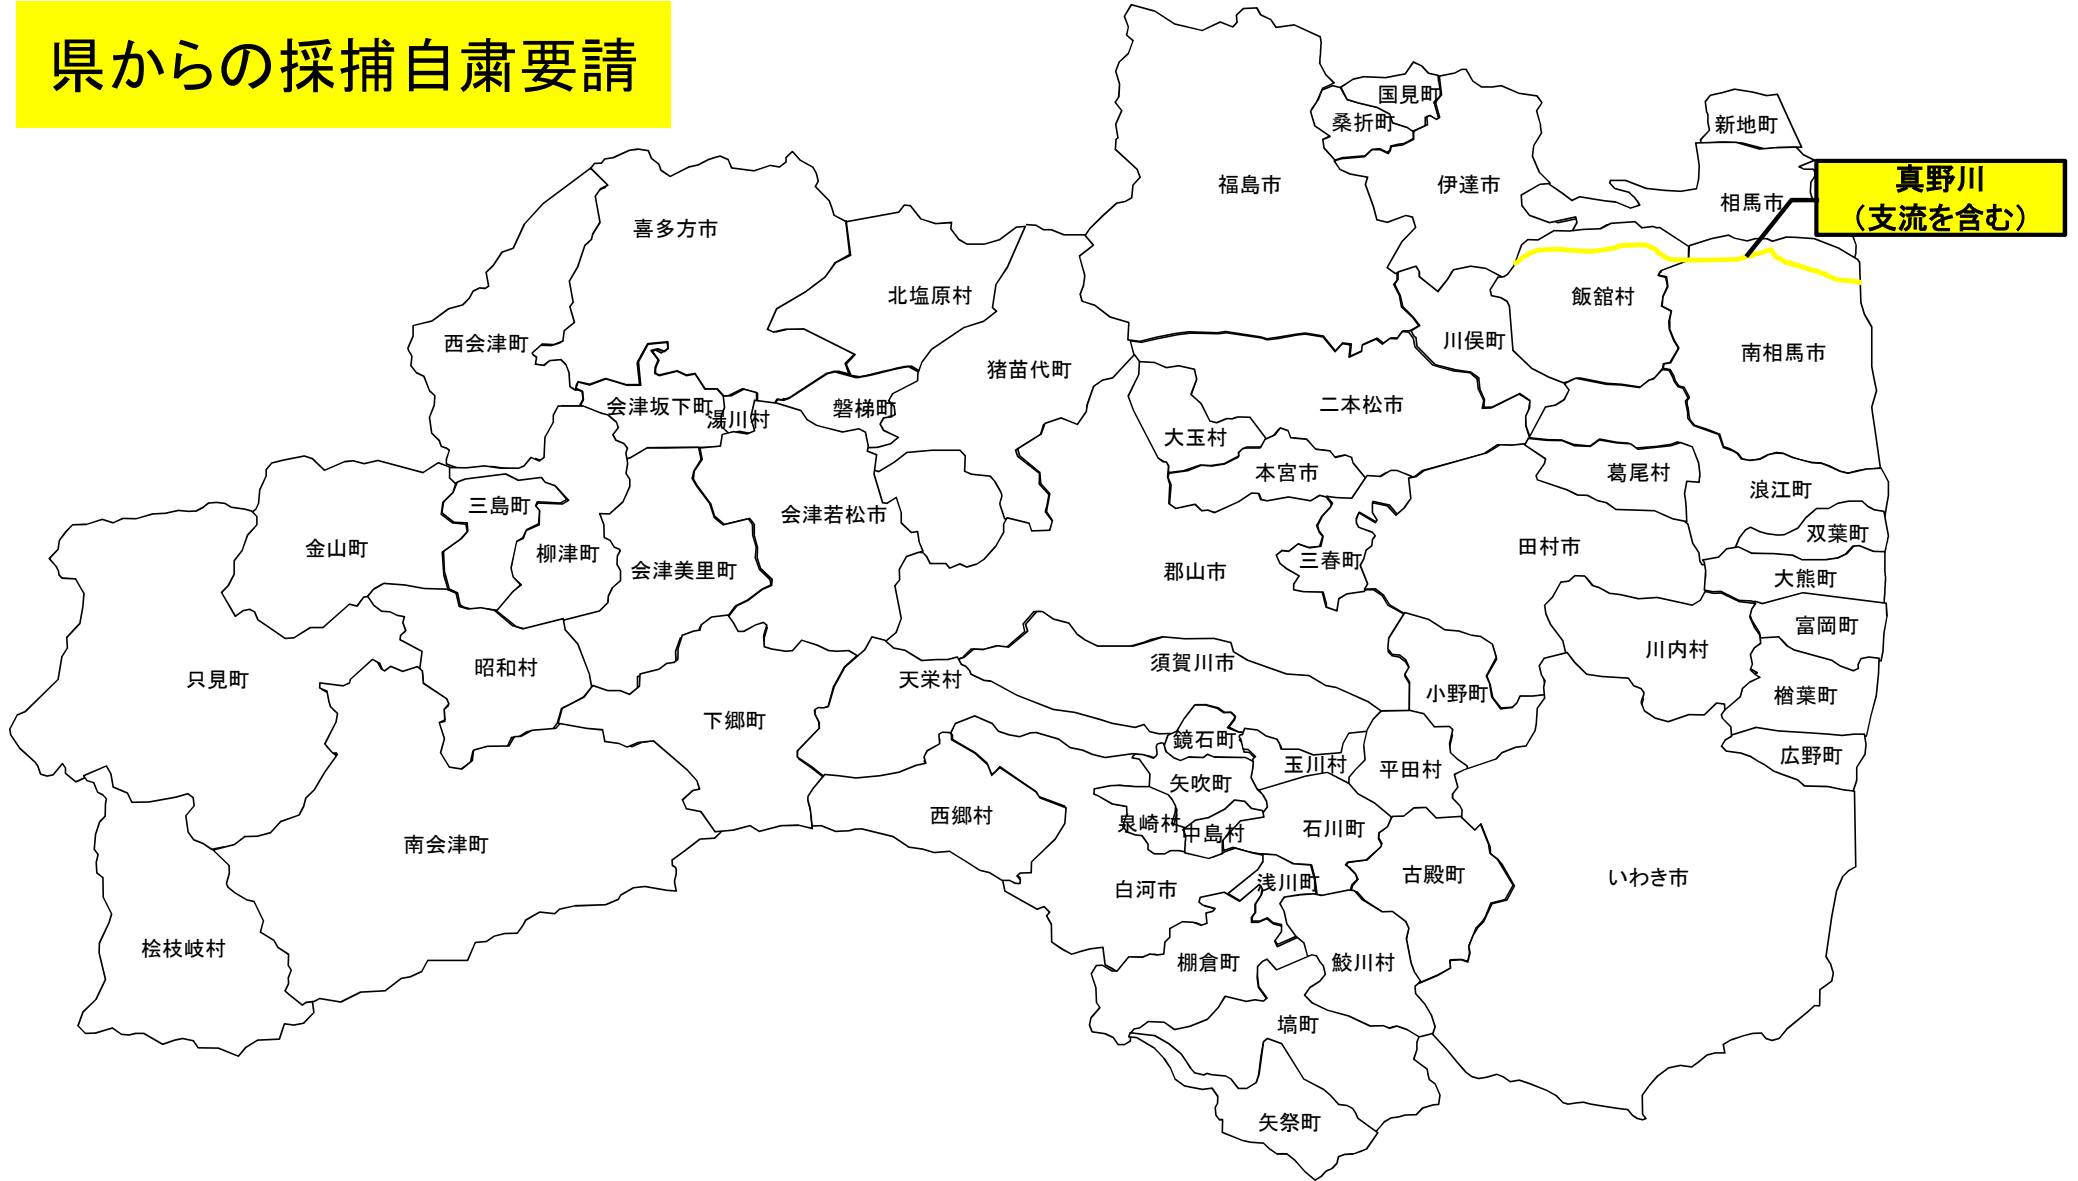 県からの採捕自粛要請
国見町
桑折町
新地町
真野川
（支流を含む）
福島市
伊達市
相馬市
喜多方市
北塩原村
飯舘村
西会津町
川俣町
南相馬市
猪苗代町
会津坂下町
湯川村
磐梯町
二本松市
大玉村
本宮市
葛尾村
浪江町
三島町
会津若松市
双葉町
金山町
柳津町
会津美里町
郡山市
三春町
田村市
大熊町
富岡町
川内村
只見町
昭和村
天栄村
須賀川市
小野町
楢葉町
下郷町
鏡石町
玉川村
平田村
広野町
矢吹町
西郷村
泉崎村
中島村
石川町
南会津町
白河市
浅川町
古殿町
いわき市
桧枝岐村
棚倉町
鮫川村
塙町
矢祭町